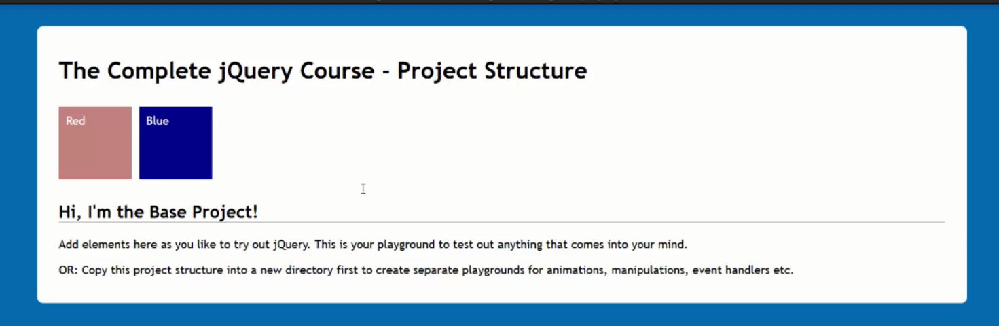 The Complete jQuery Course - Project Structure
Red
Blue
Hi, I'm the Base Project!
Add elements here as you like to try out jQuery. This is your playground to test out anything that comes into your mind.
OR: Copy this project structure into a new directory first to create separate playgrounds for animations, manipulations, event handlers etc.